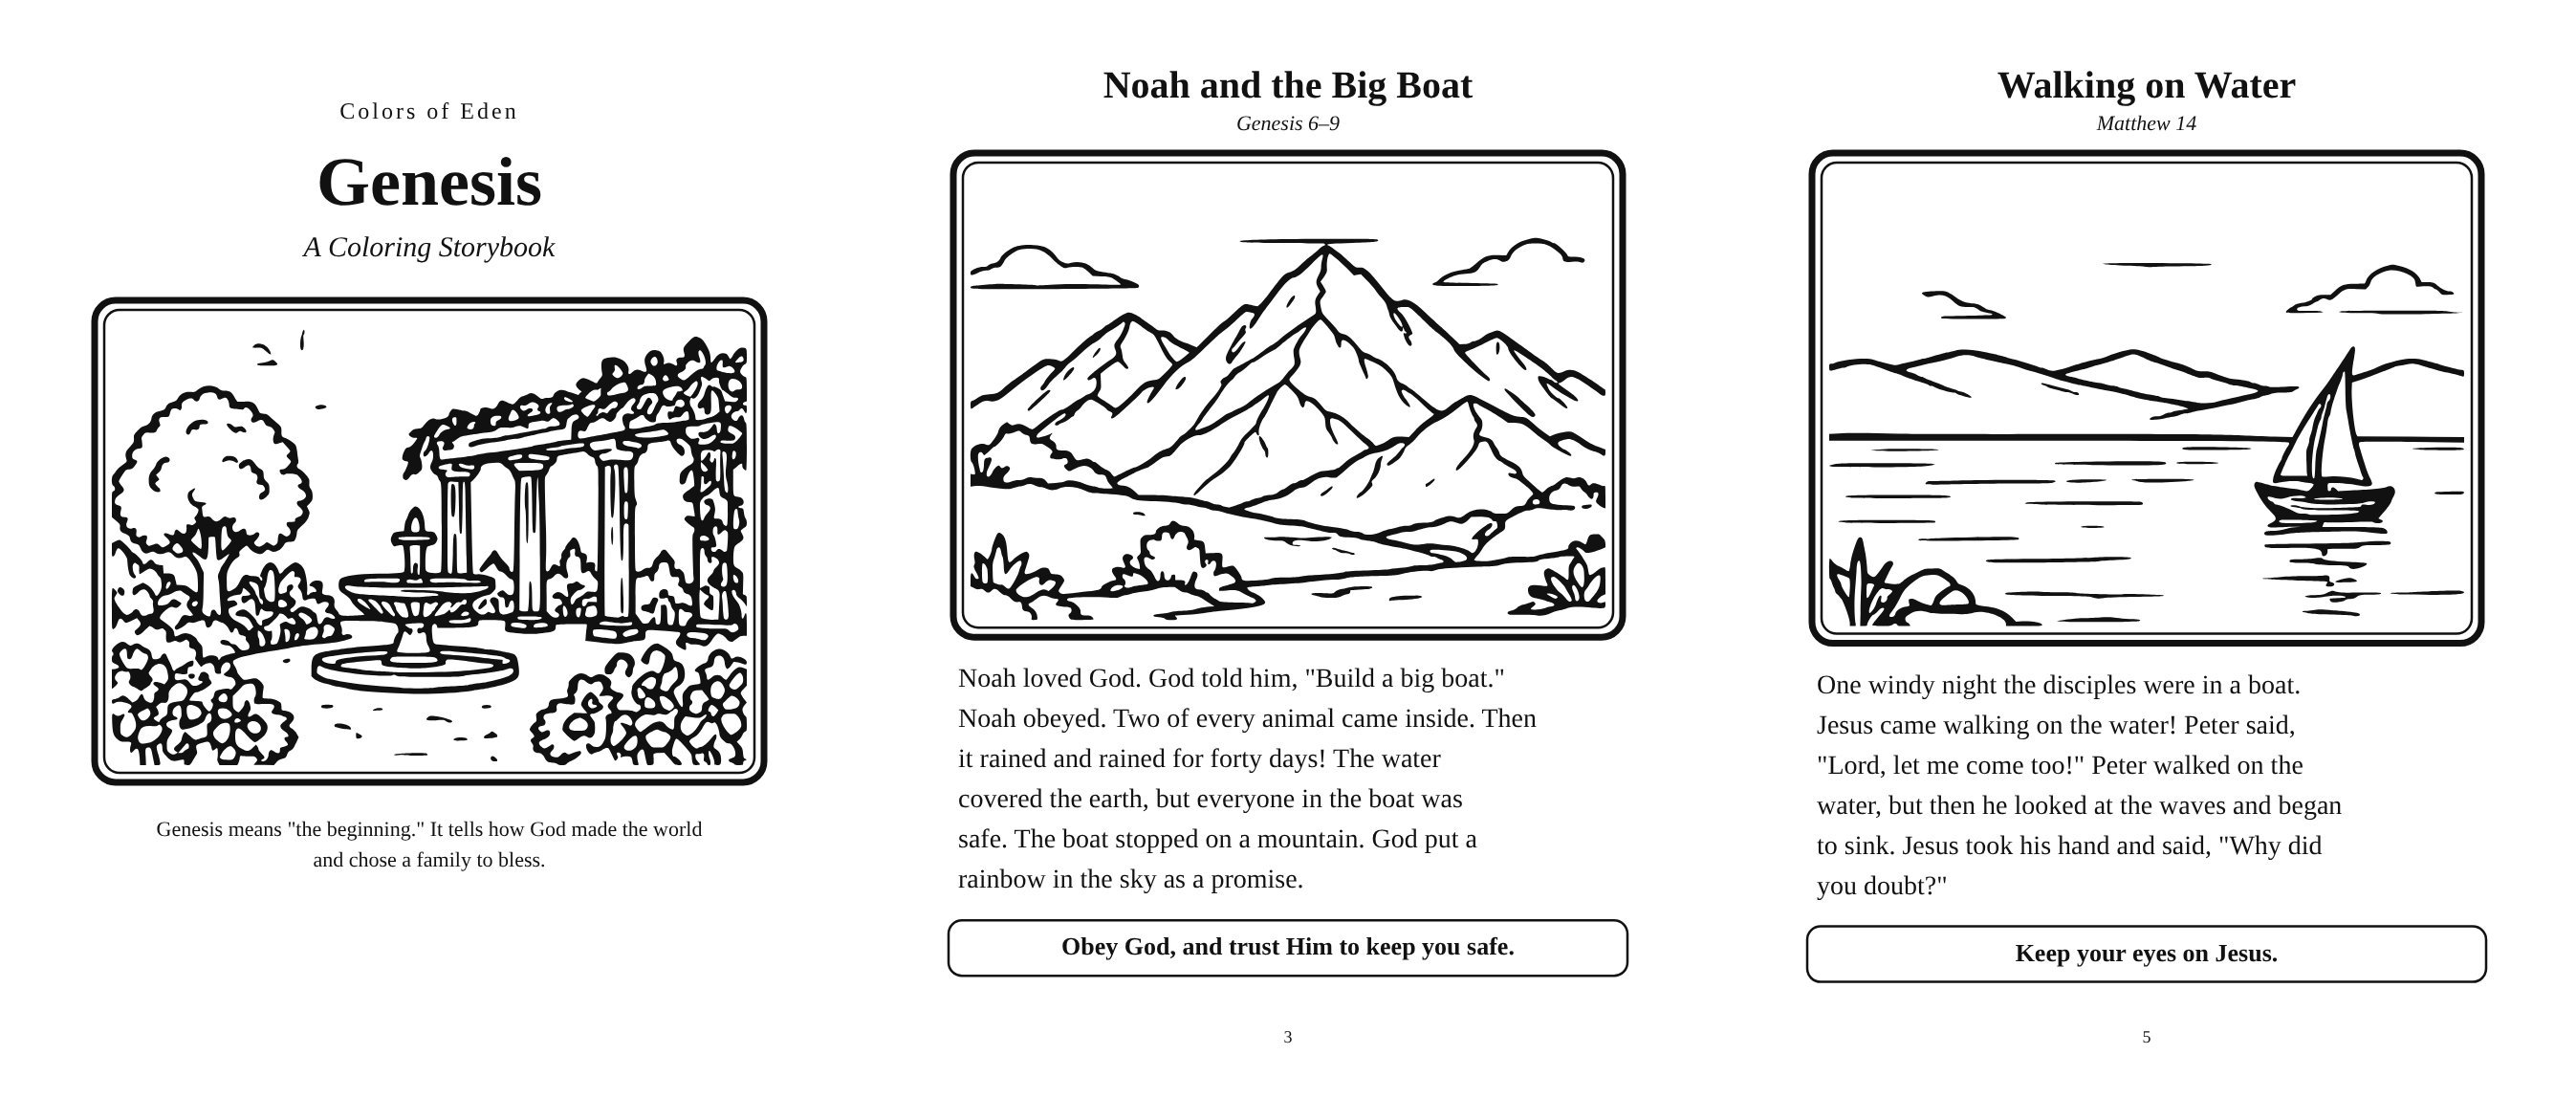 Colors of Eden
Genesis
A Coloring Storybook
Genesis means "the beginning." It tells how God made the world
and chose a family to bless.
Noah and the Big Boat
Genesis 6–9
Noah loved God. God told him, "Build a big boat."
Noah obeyed. Two of every animal came inside. Then
it rained and rained for forty days! The water
covered the earth, but everyone in the boat was
safe. The boat stopped on a mountain. God put a
rainbow in the sky as a promise.
Obey God, and trust Him to keep you safe.
3
Walking on Water
Matthew 14
One windy night the disciples were in a boat.
Jesus came walking on the water! Peter said,
"Lord, let me come too!" Peter walked on the
water, but then he looked at the waves and began
to sink. Jesus took his hand and said, "Why did
you doubt?"
Keep your eyes on Jesus.
5